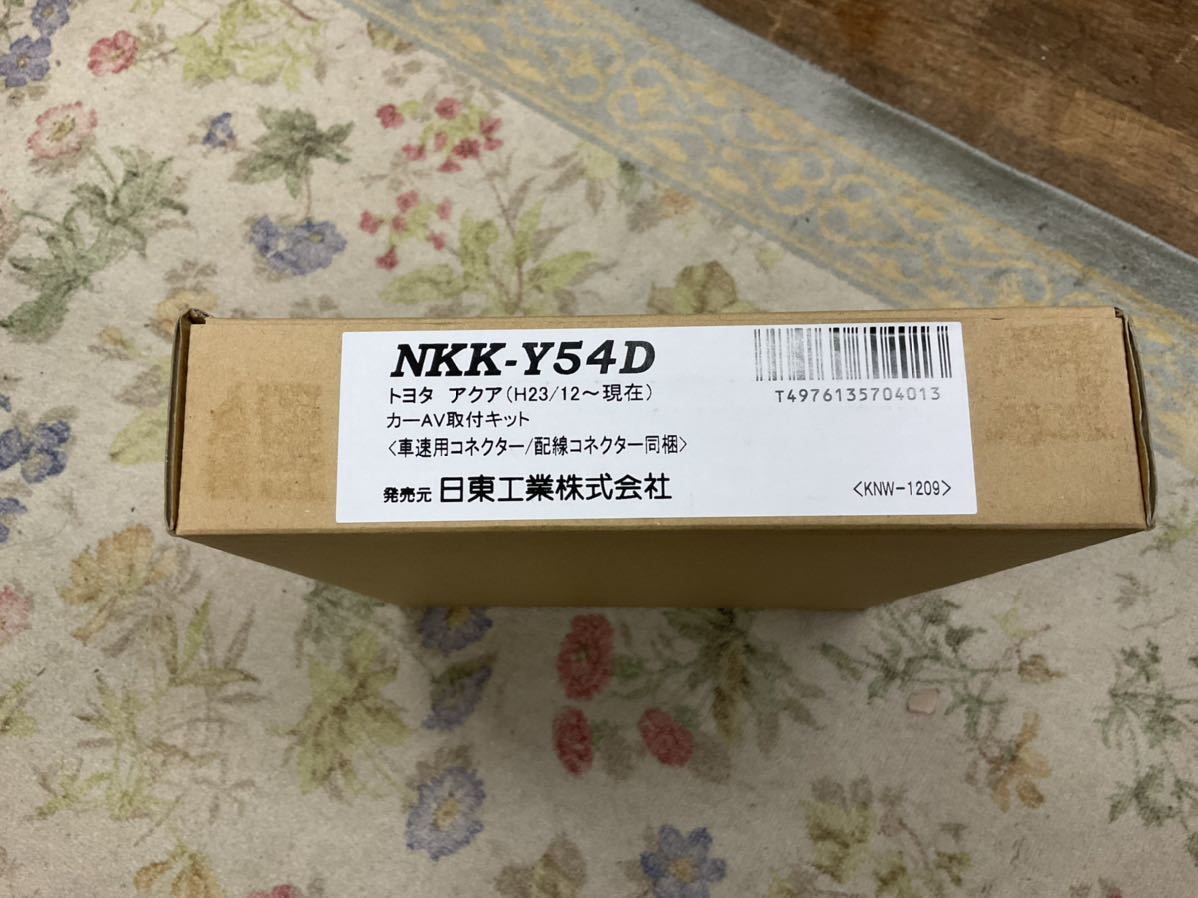 NKK-Y54D
トヨタ アクア(H23/12〜現在)
カーAV取付キット
<車速用コネクター/配線コネクター同梱>
発売元 日東工業株式会社
T4976135704013
<KNW-1209>